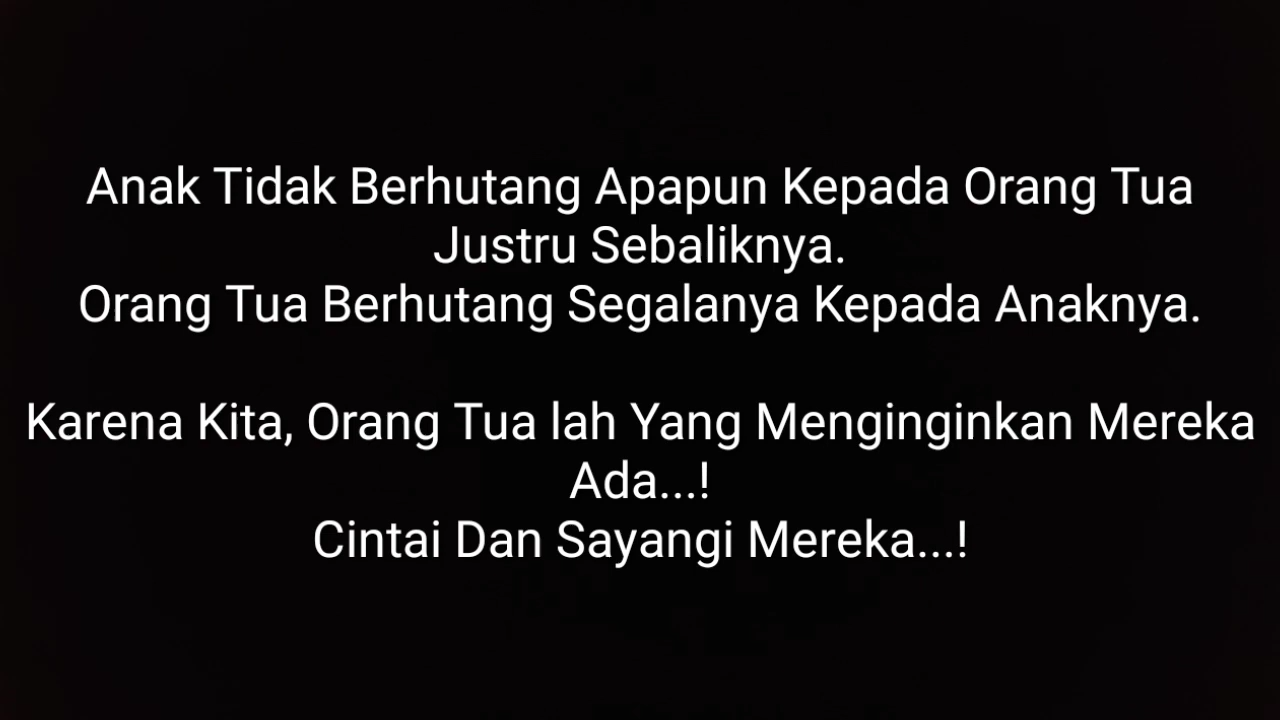 Anak Tidak Berhutang Apapun Kepada Orang Tua
Justru Sebaliknya.
Orang Tua Berhutang Segalanya Kepada Anaknya.
Karena Kita, Orang Tua lah Yang Menginginkan Mereka
Ada...!
Cintai Dan Sayangi Mereka...!